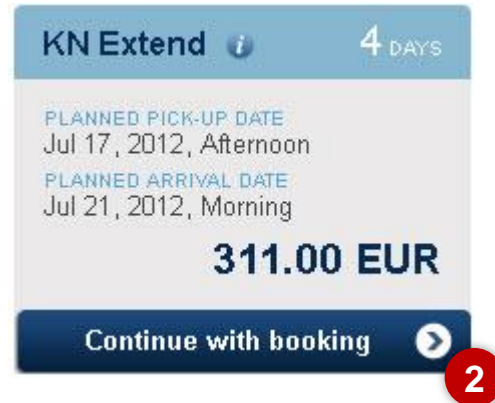 KN Extend i 4 DAYS
PLANNED PICK-UP DATE
Jul 17, 2012, Afternoon
PLANNED ARRIVAL DATE
Jul 21, 2012, Morning
311.00 EUR
Continue with booking
2